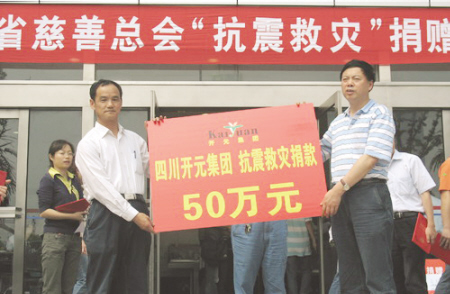 省慈善总会“抗震救灾”捐赠
Kaiyuan
开元集团
四川开元集团 抗震救灾捐款
50万元